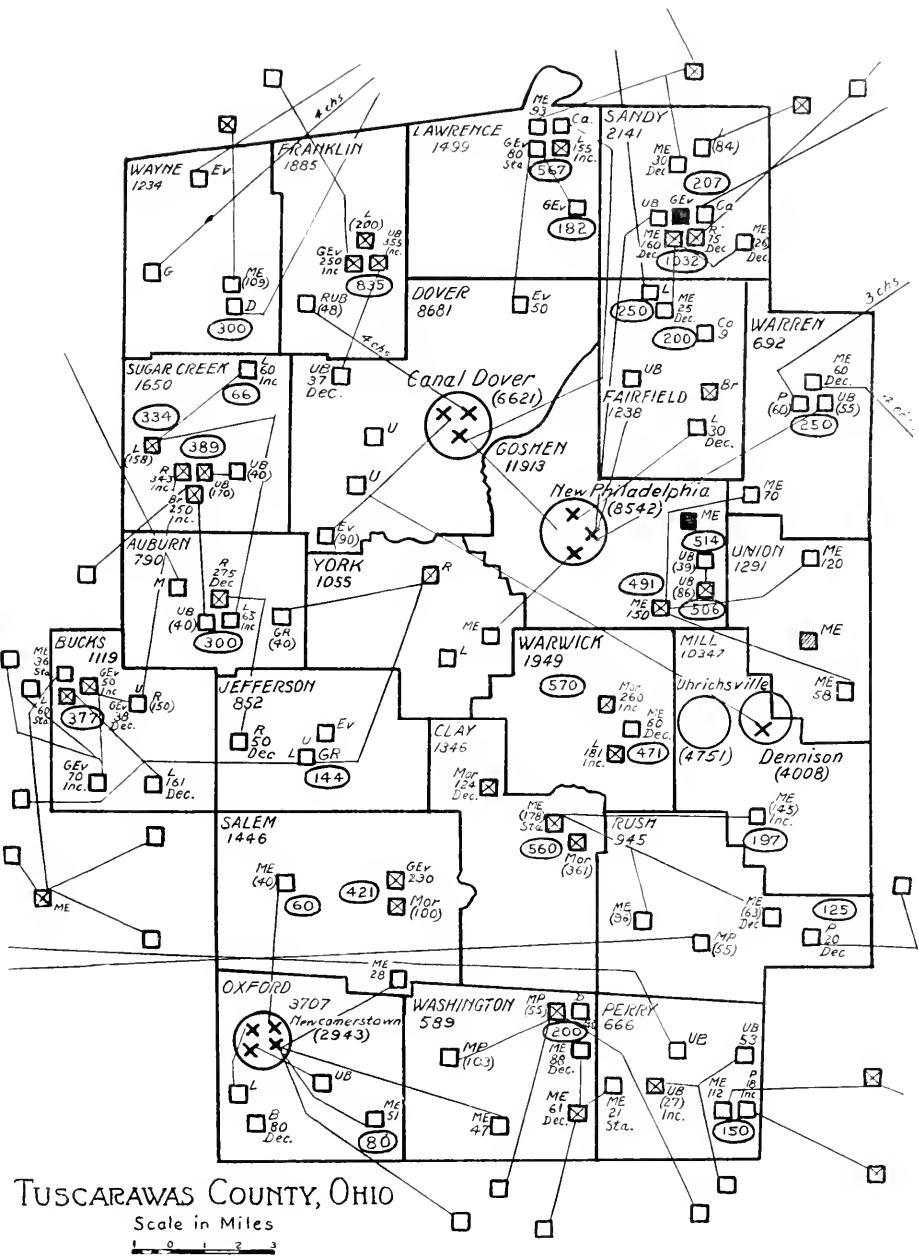 4 chs
WAYNE
1234
Ev
G
ME
(109)
D
300
FRANKLIN
1885
L
(200)
GEv
250
Inc
UB
355
Inc.
835
RUB
(48)
4 chs
UB
37
Dec.
LAWRENCE
1499
ME
93
Ca.
GEv
80
Sta
L
155
Inc.
567
GEv
182
SANDY
2141
L
(84)
ME
30
Dec
207
UB
GEv
Ca
ME
160
Dec
R.
75
Dec
1032
ME
(26)
Dec
DOVER
8681
Ev
50
Canal Dover
(6621)
U
U
Ev
(90)
L
250
ME
25
Dec.
200
Co
9
UB
Br
FAIRFIELD
1238
L
30
Dec.
WARREN
692
3 chs
ME
60
Dec.
P
(60)
UB
(55)
250
ME
70
SUGAR CREEK
1650
L
60
Inc
66
334
L
(158)
389
R
343
Inc
UB
(170)
UB
(40)
Br
250
Inc.
GOSHEN
11913
New Philadelphia
(8542)
ME
514
UB
(39)
UB
(86)
506
491
ME
150
UNION
1291
ME
120
ME
ME
58
AUBURN
790
M
R
275
Dec
UB
(40)
L
65
Inc
300
GR
(40)
YORK
1055
R
ME
L
BUCKS
1119
ME
36
Sta
GEv
50
Inc
L
60
Sta
377
GEv
38
Dec.
U
R
(150)
GEv
70
Inc.
L
161
Dec.
JEFFERSON
852
R
50
Dec
Ev
U
L
GR
144
WARWICK
1949
570
Mor
260
Inc
ME
60
Dec.
L
181
Inc.
471
MILL
10347
Uhrichsville
(4751)
Dennison
(4008)
ME
(145)
Inc.
197
CLAY
1346
Mor
124
Dec.
ME
(178)
Sta
560
Mor
(361)
RUSH
945
ME
(96)
MP
(55)
ME
(63)
Dec
125
P
20
Dec
SALEM
1446
ME
(40)
60
421
GEv
230
Mor
(100)
ME
28
ME
OXFORD
3707
Newcomerstown
(2943)
L
UB
B
80
Dec.
ME
51
80
WASHINGTON
589
MP
(103)
MP
(55)
D
200
ME
88
Dec.
ME
61
Dec.
ME
47
PERRY
666
UB
UB
53
ME
21
Sta.
UB
(27)
Inc.
ME
112
P
18
Inc
150
TUSCARAWAS COUNTY, OHIO
Scale in Miles
1 0 1 2 3